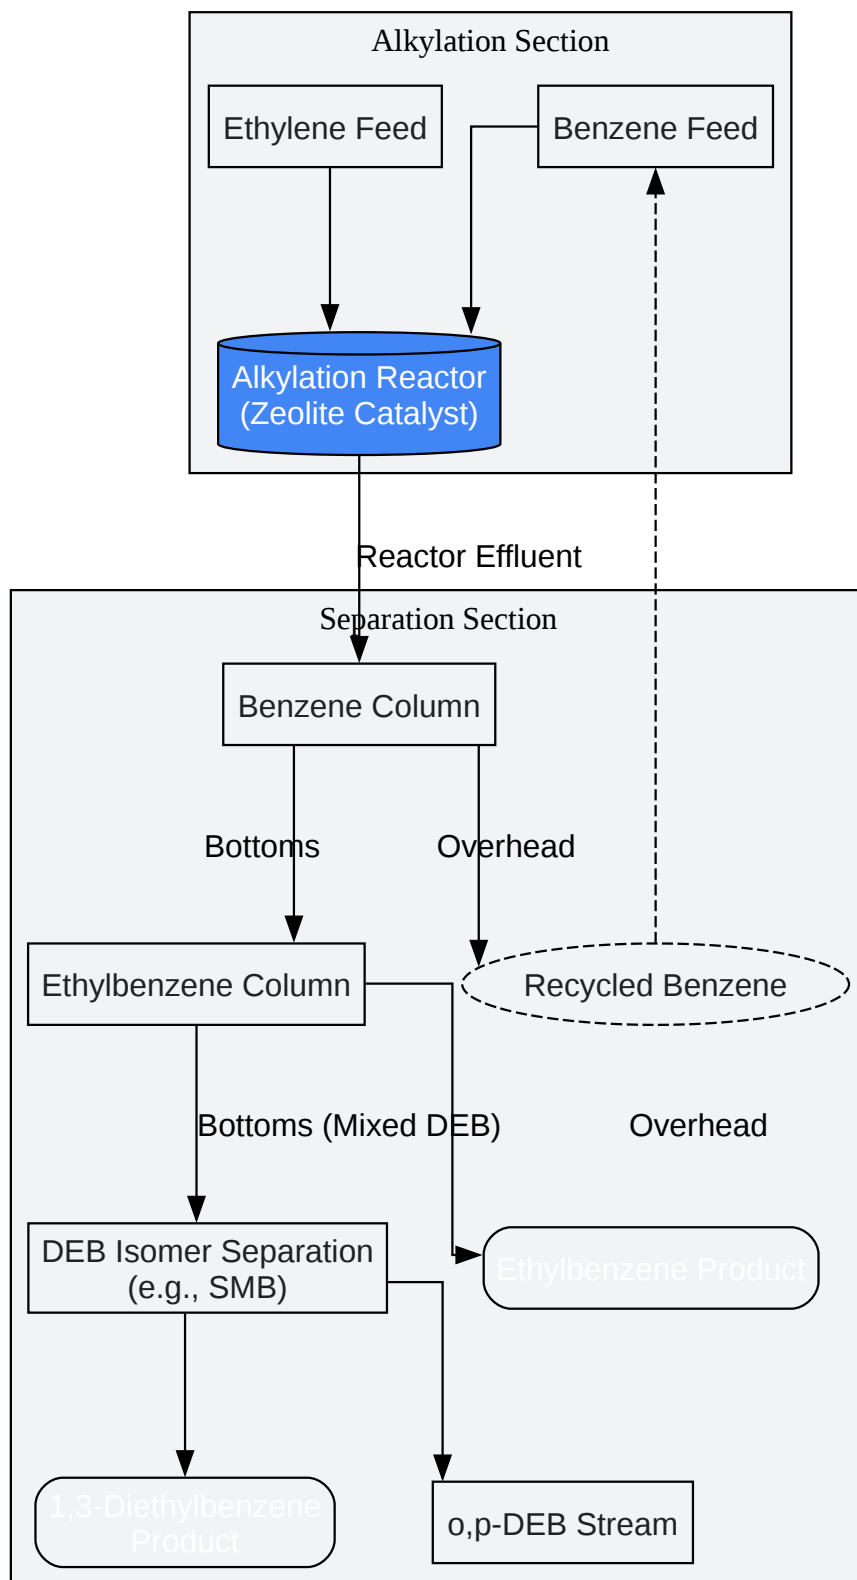 Alkylation Section
Ethylene Feed
Benzene Feed
Alkylation Reactor
(Zeolite Catalyst)
Reactor Effluent
Separation Section
Benzene Column
Bottoms
Overhead
Ethylbenzene Column
Recycled Benzene
Bottoms (Mixed DEB)
Overhead
DEB Isomer Separation
(e.g., SMB)
Ethylbenzene Product
1,3-Diethylbenzene
Product
o,p-DEB Stream